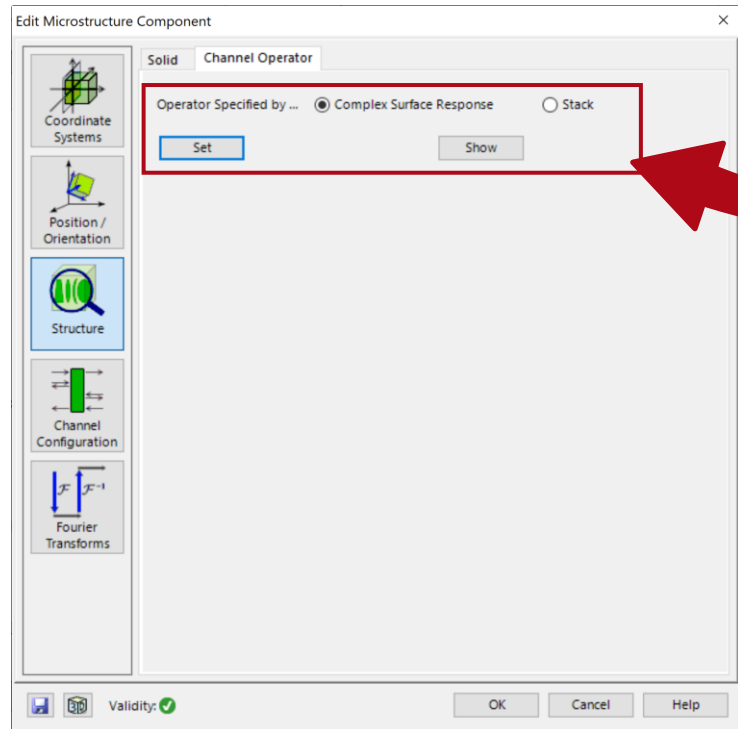 Edit Microstructure Component
Coordinate
Systems
Position /
Orientation
Structure
Channel
Configuration
ℱ ℱ⁻¹
Fourier
Transforms
Solid Channel Operator
Operator Specified by ... Complex Surface Response Stack
Set Show
3D Validity: OK Cancel Help